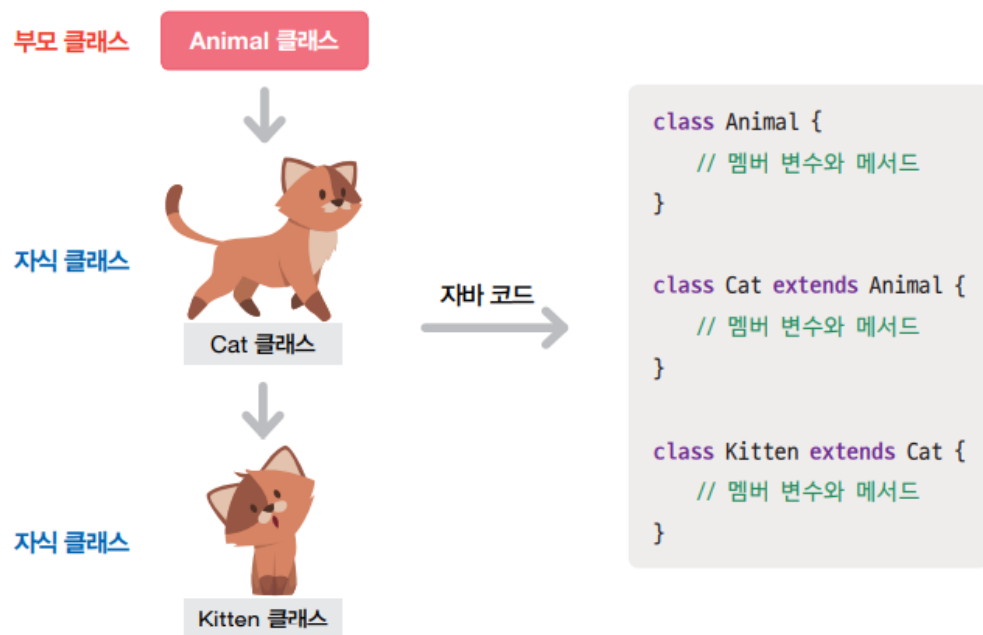 부모 클래스
Animal 클래스
자식 클래스
Cat 클래스
자식 클래스
Kitten 클래스
자바 코드
class Animal {
// 멤버 변수와 메서드
}
class Cat extends Animal {
// 멤버 변수와 메서드
}
class Kitten extends Cat {
// 멤버 변수와 메서드
}